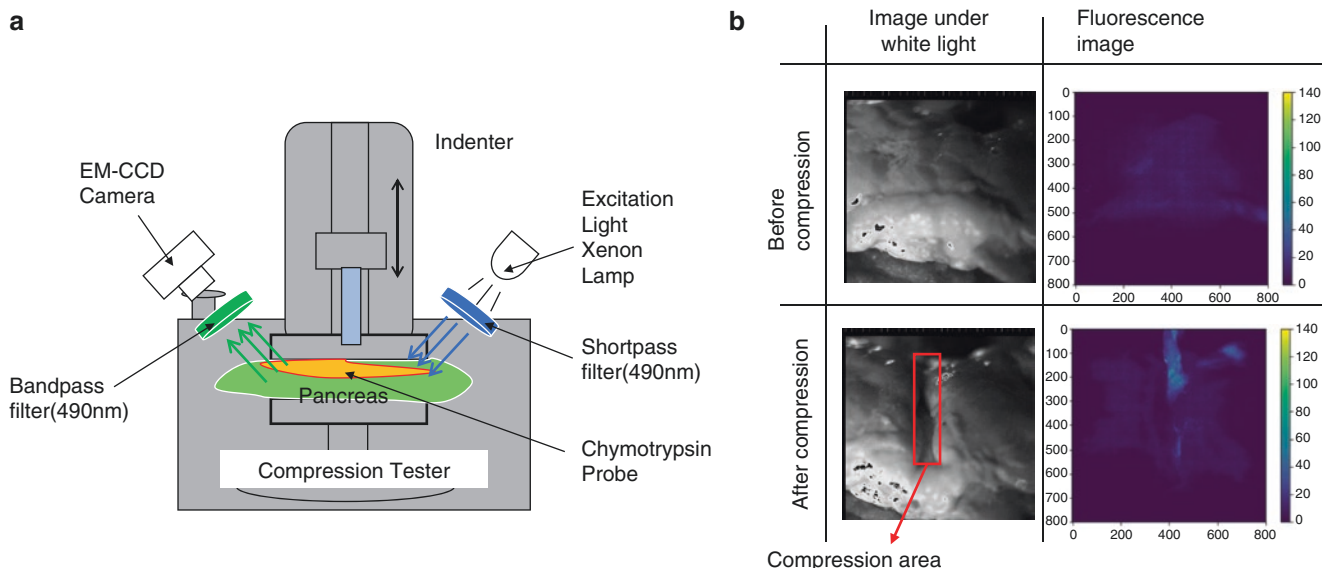 a
Indenter
EM-CCD
Camera
Excitation
Light
Xenon
Lamp
Bandpass
filter(490nm)
Pancreas
Shortpass
filter(490nm)
Chymotrypsin
Probe
Compression Tester
b
Image under
white light
Fluorescence
image
Before
compression
0
100
200
300
400
500
600
700
800
0
200
400
600
800
140
120
100
80
60
40
20
0
After compression
0
100
200
300
400
500
600
700
800
0
200
400
600
800
140
120
100
80
60
40
20
0
Compression area